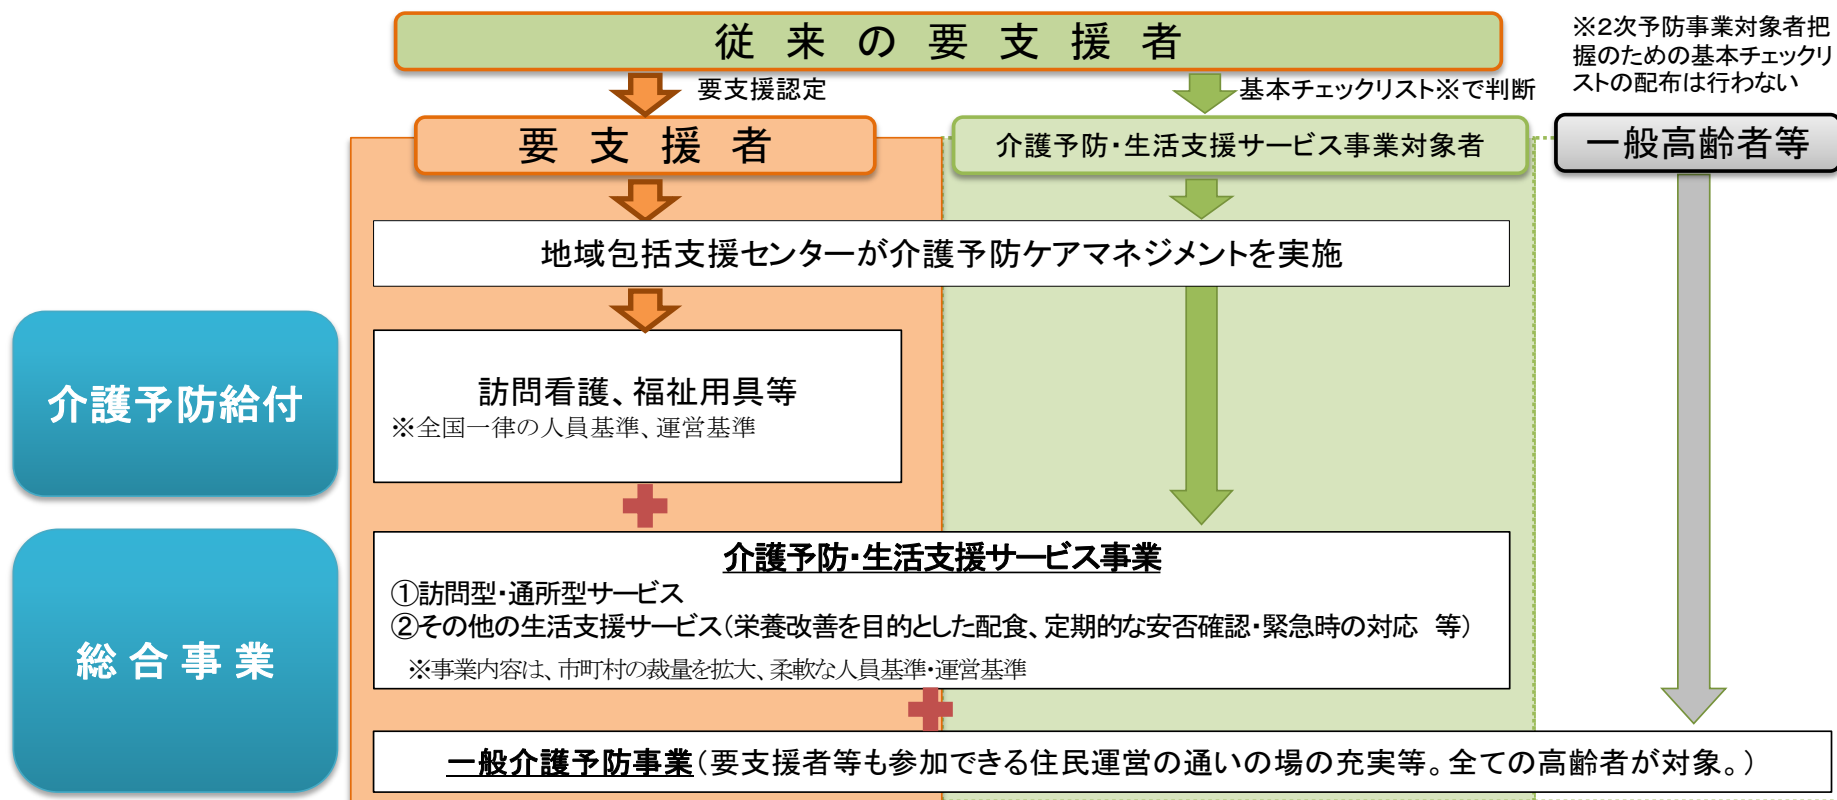 従来の要支援者
※２次予防事業対象者把
握のための基本チェックリ
ストの配布は行わない
要支援認定
基本チェックリスト※で判断
要支援者
介護予防・生活支援サービス事業対象者
一般高齢者等
地域包括支援センターが介護予防ケアマネジメントを実施
介護予防給付
訪問看護、福祉用具等
※全国一律の人員基準、運営基準
総合事業
介護予防・生活支援サービス事業
①訪問型・通所型サービス
②その他の生活支援サービス（栄養改善を目的とした配食、定期的な安否確認・緊急時の対応　等）
※事業内容は、市町村の裁量を拡大、柔軟な人員基準・運営基準
一般介護予防事業（要支援者等も参加できる住民運営の通いの場の充実等。全ての高齢者が対象。）